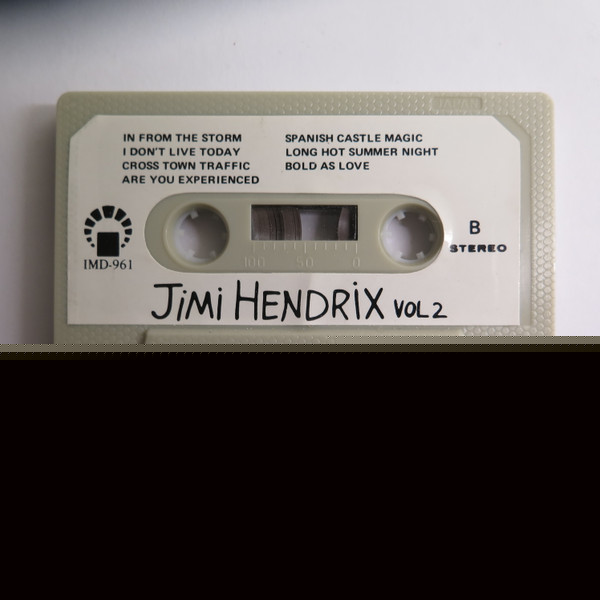 IN FROM THE STORM
I DON'T LIVE TODAY
CROSS TOWN TRAFFIC
ARE YOU EXPERIENCED
SPANISH CASTLE MAGIC
LONG HOT SUMMER NIGHT
BOLD AS LOVE
IMD-961
100 50 0
B
STEREO
JiMi HENDRiX VOL 2